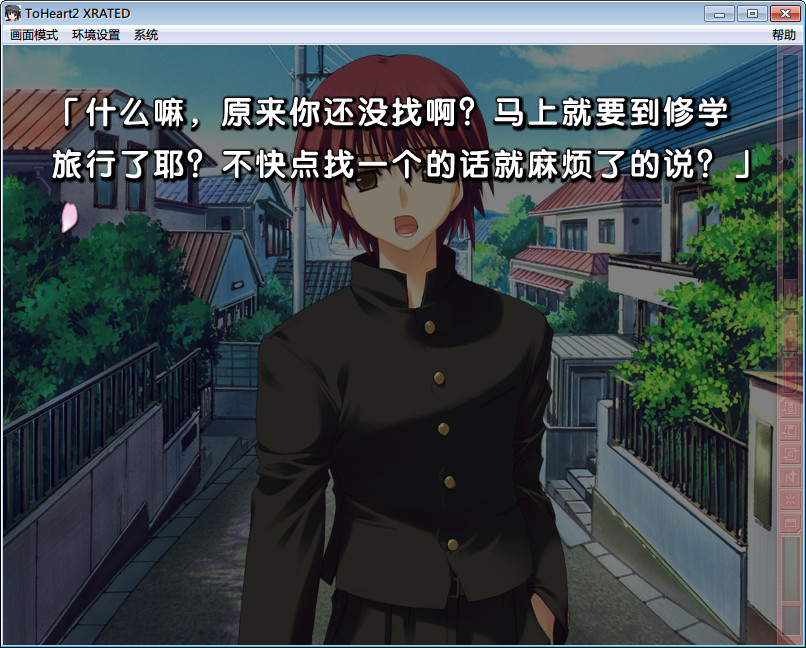 ToHeart2 XRATED
画面模式 环境设置 系统 帮助
「什么嘛，原来你还没找啊？马上就要到修学
旅行了耶？不快点找一个的话就麻烦了的说？」